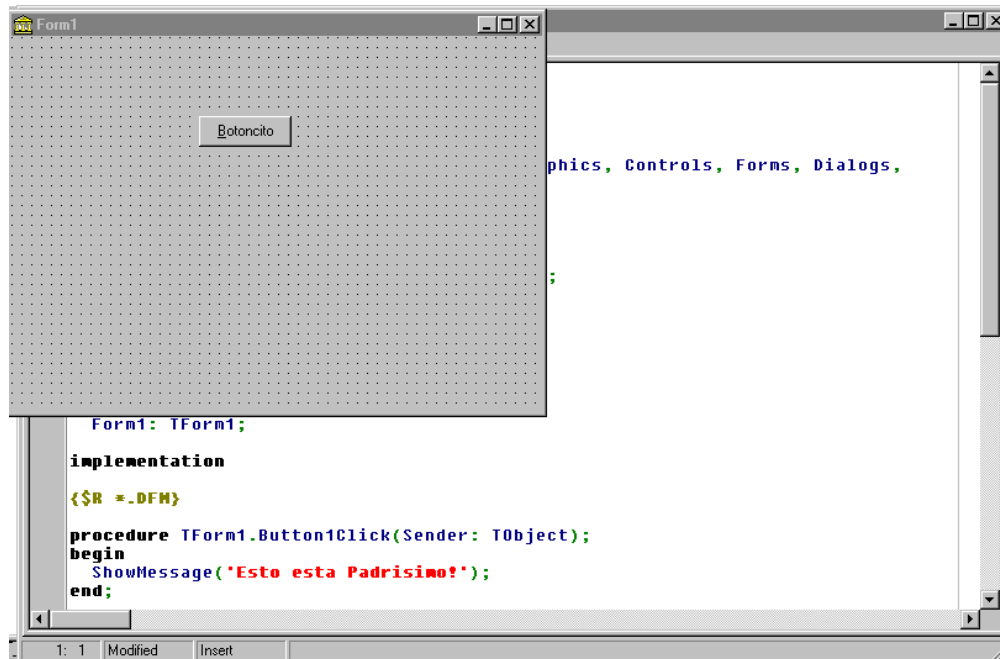 Form1
Botoncito
phics, Controls, Forms, Dialogs,
;
Form1: TForm1;
implementation
{$R *.DFM}
procedure TForm1.Button1Click(Sender: TObject);
begin
ShowMessage('Esto esta Padrisimo!');
end;
1: 1 Modified Insert